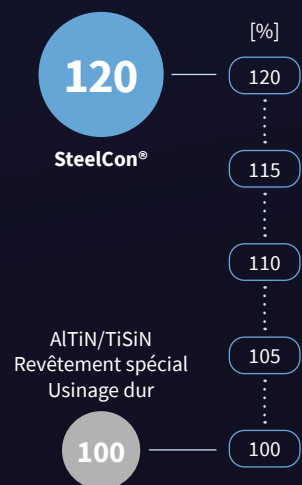 [%]
120
120
SteelCon®
115
110
105
AlTiN/TiSiN
Revêtement spécial
Usinage dur
100
100